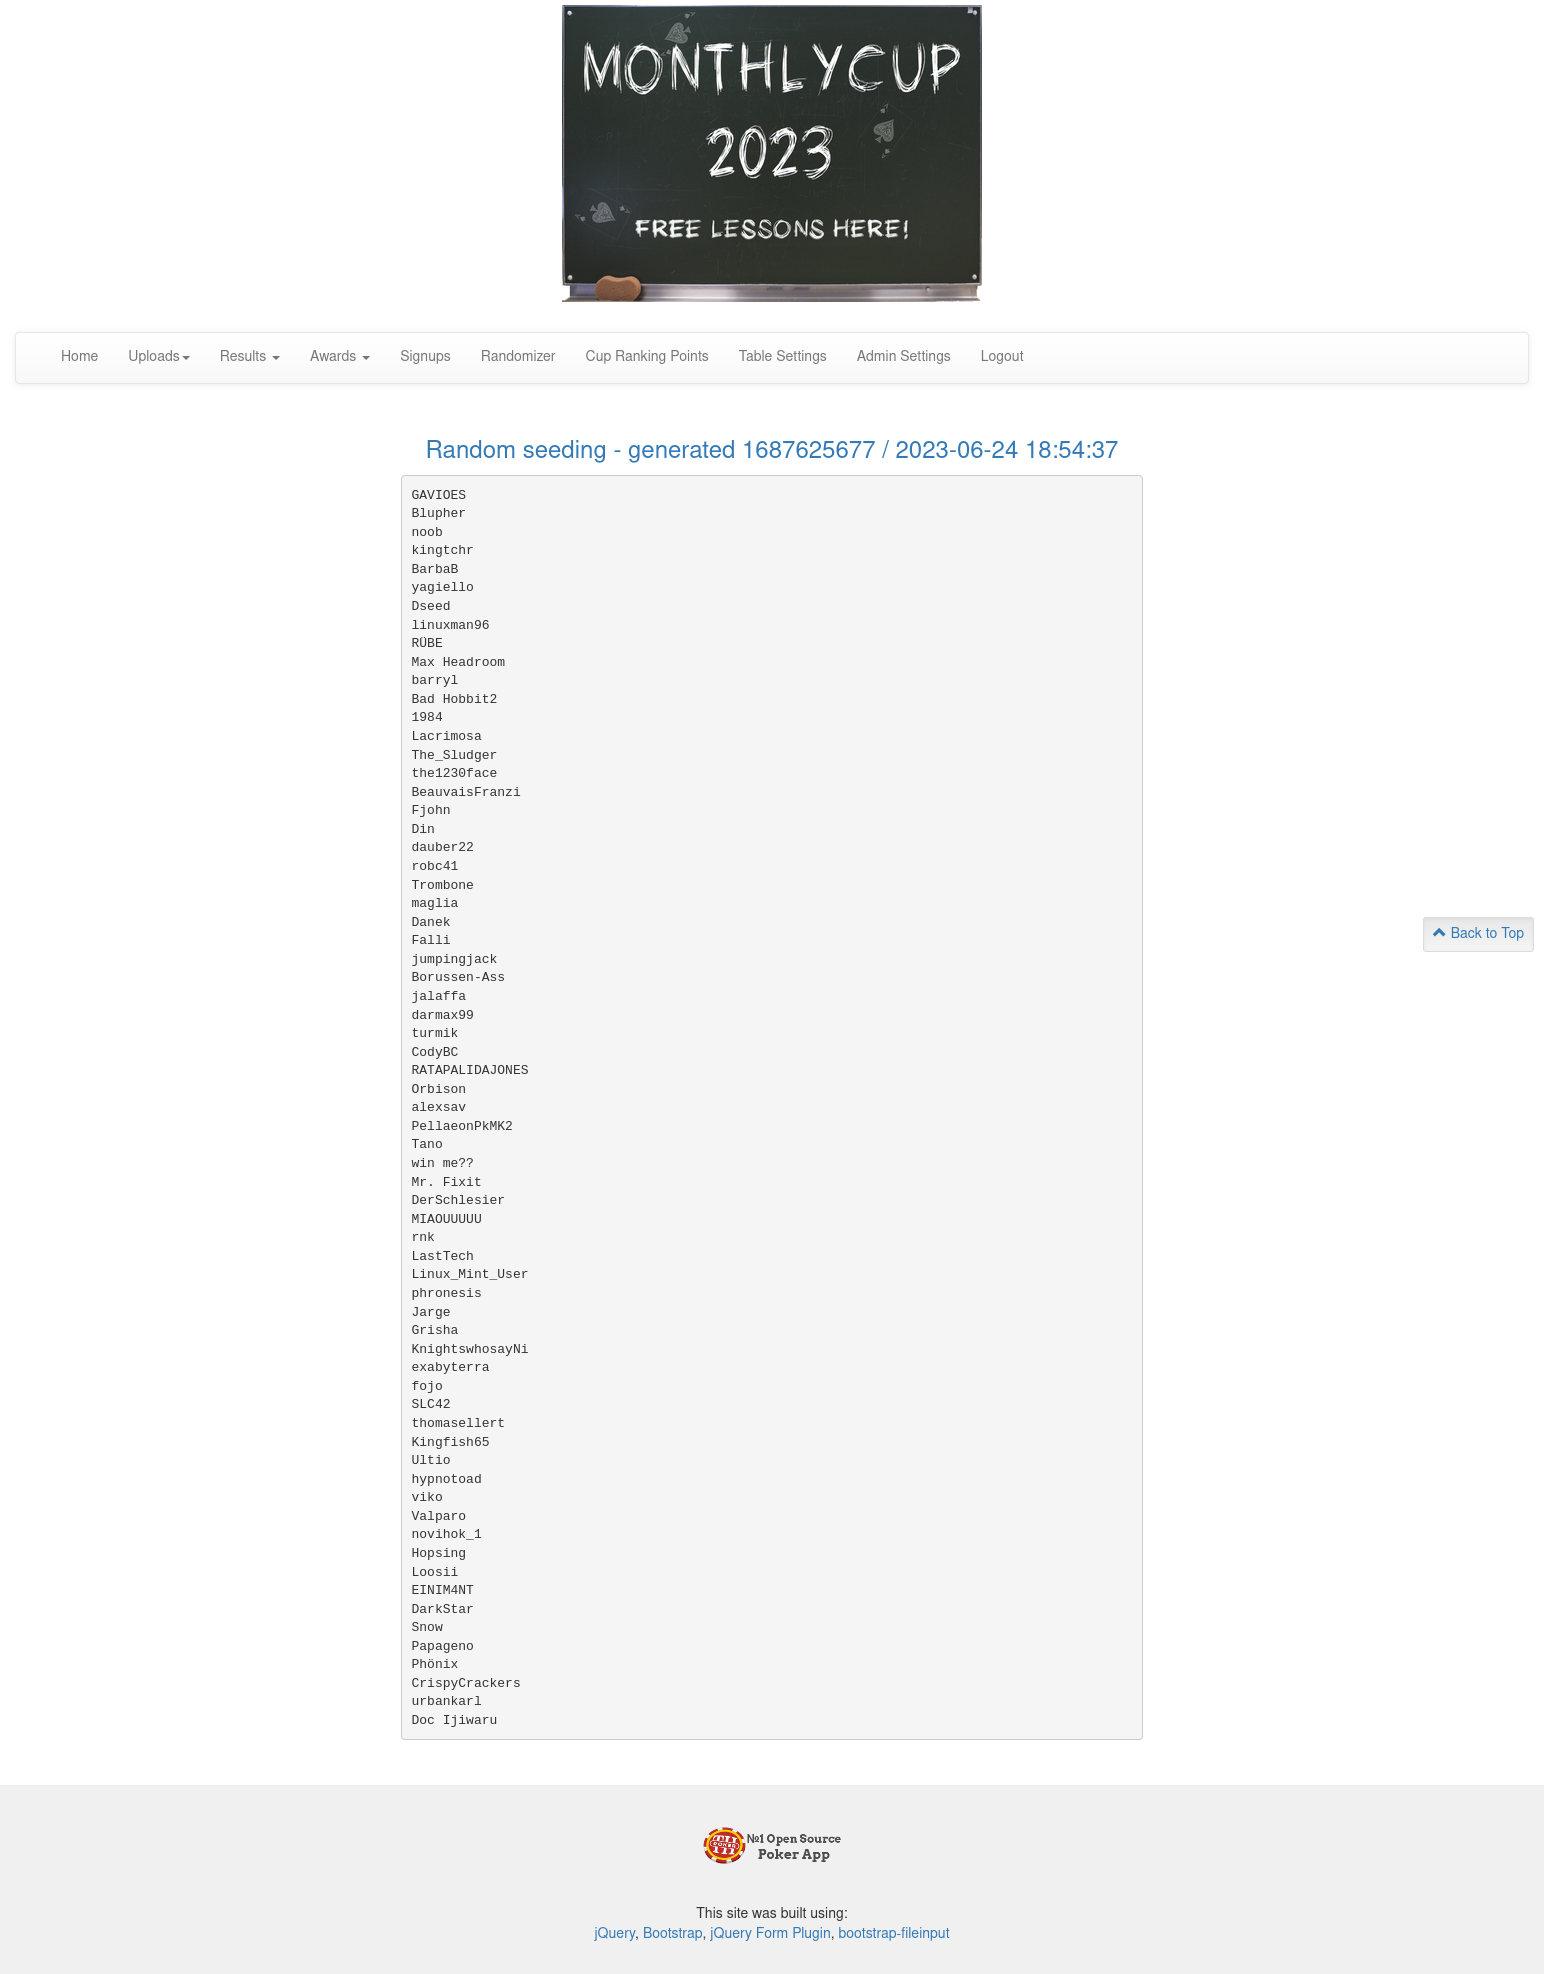 MONTHLYCUP
2023
FREE LESSONS HERE!
Home Uploads Results Awards Signups Randomizer Cup Ranking Points Table Settings Admin Settings Logout
Random seeding - generated 1687625677 / 2023-06-24 18:54:37
GAVIOES
Blupher
noob
kingtchr
BarbaB
yagiello
Dseed
linuxman96
RÜBE
Max Headroom
barryl
Bad Hobbit2
1984
Lacrimosa
The_Sludger
the1230face
BeauvaisFranzi
Fjohn
Din
dauber22
robc41
Trombone
maglia
Danek
Falli
jumpingjack
Borussen-Ass
jalaffa
darmax99
turmik
CodyBC
RATAPALIDAJONES
Orbison
alexsav
PellaeonPkMK2
Tano
win me??
Mr. Fixit
DerSchlesier
MIAOUUUUU
rnk
LastTech
Linux_Mint_User
phronesis
Jarge
Grisha
KnightswhosayNi
exabyterra
fojo
SLC42
thomasellert
Kingfish65
Ultio
hypnotoad
viko
Valparo
novihok_1
Hopsing
Loosii
EINIM4NT
DarkStar
Snow
Papageno
Phönix
CrispyCrackers
urbankarl
Doc Ijiwaru
Back to Top
POKER
№1 Open Source
Poker App
This site was built using:
jQuery, Bootstrap, jQuery Form Plugin, bootstrap-fileinput